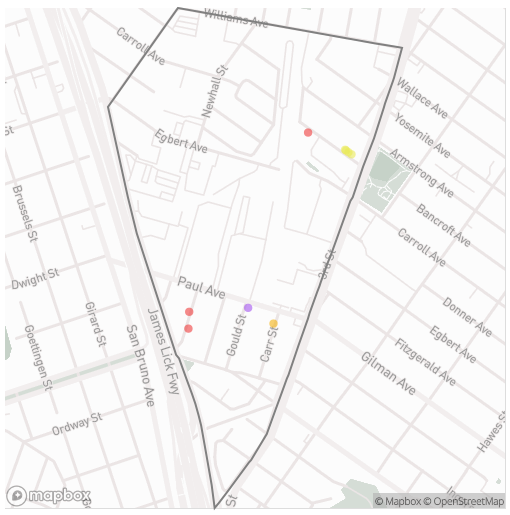 Williams Ave
Carroll Ave
Newhall St
Wallace Ave
Yosemite Ave
St
Egbert Ave
Armstrong Ave
Brussels St
Bancroft Ave
Carroll Ave
3rd St
Dwight St
Paul Ave
Donner Ave
Girard St
Goettingen St
San Bruno Ave
James Lick Fwy
Gould St
Carr St
Egbert Ave
Fitzgerald Ave
Gilman Ave
Ordway St
Hawes St
St
In
mapbox
© Mapbox © OpenStreetMap